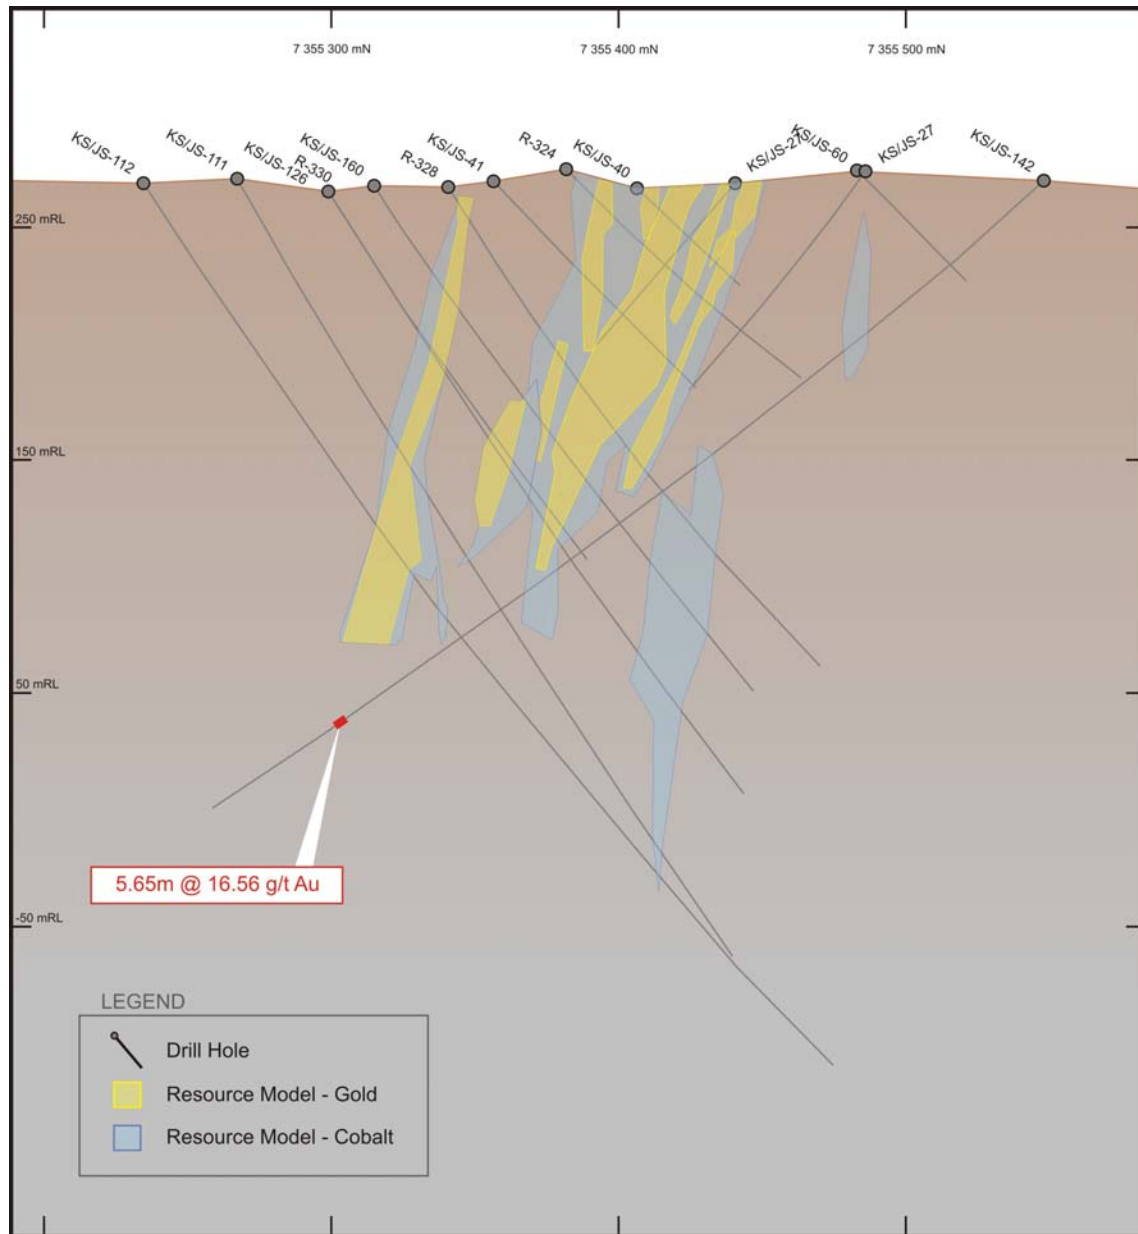 7 355 300 mN
7 355 400 mN
7 355 500 mN
KS/JS-112
KS/JS-111
KS/JS-126
R-330
KS/JS-160
R-328
KS/JS-41
R-324
KS/JS-40
KS/JS-27
KS/JS-60
KS/JS-27
KS/JS-142
250 mRL
150 mRL
50 mRL
5.65m @ 16.56 g/t Au
-50 mRL
LEGEND
Drill Hole
Resource Model - Gold
Resource Model - Cobalt